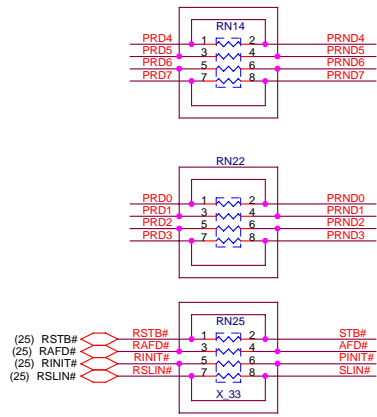 RN14
PRD4 1 2 PRND4
PRD5 3 4 PRND5
PRD6 5 6 PRND6
PRD7 7 8 PRND7
RN22
PRD0 1 2 PRND0
PRD1 3 4 PRND1
PRD2 5 6 PRND2
PRD3 7 8 PRND3
RN25
(25) RSTB# RSTB# 1 2 STB#
(25) RAFD# RAFD# 3 4 AFD#
(25) RINIT# RINIT# 5 6 PINIT#
(25) RSLIN# RSLIN# 7 8 SLIN#
X_33